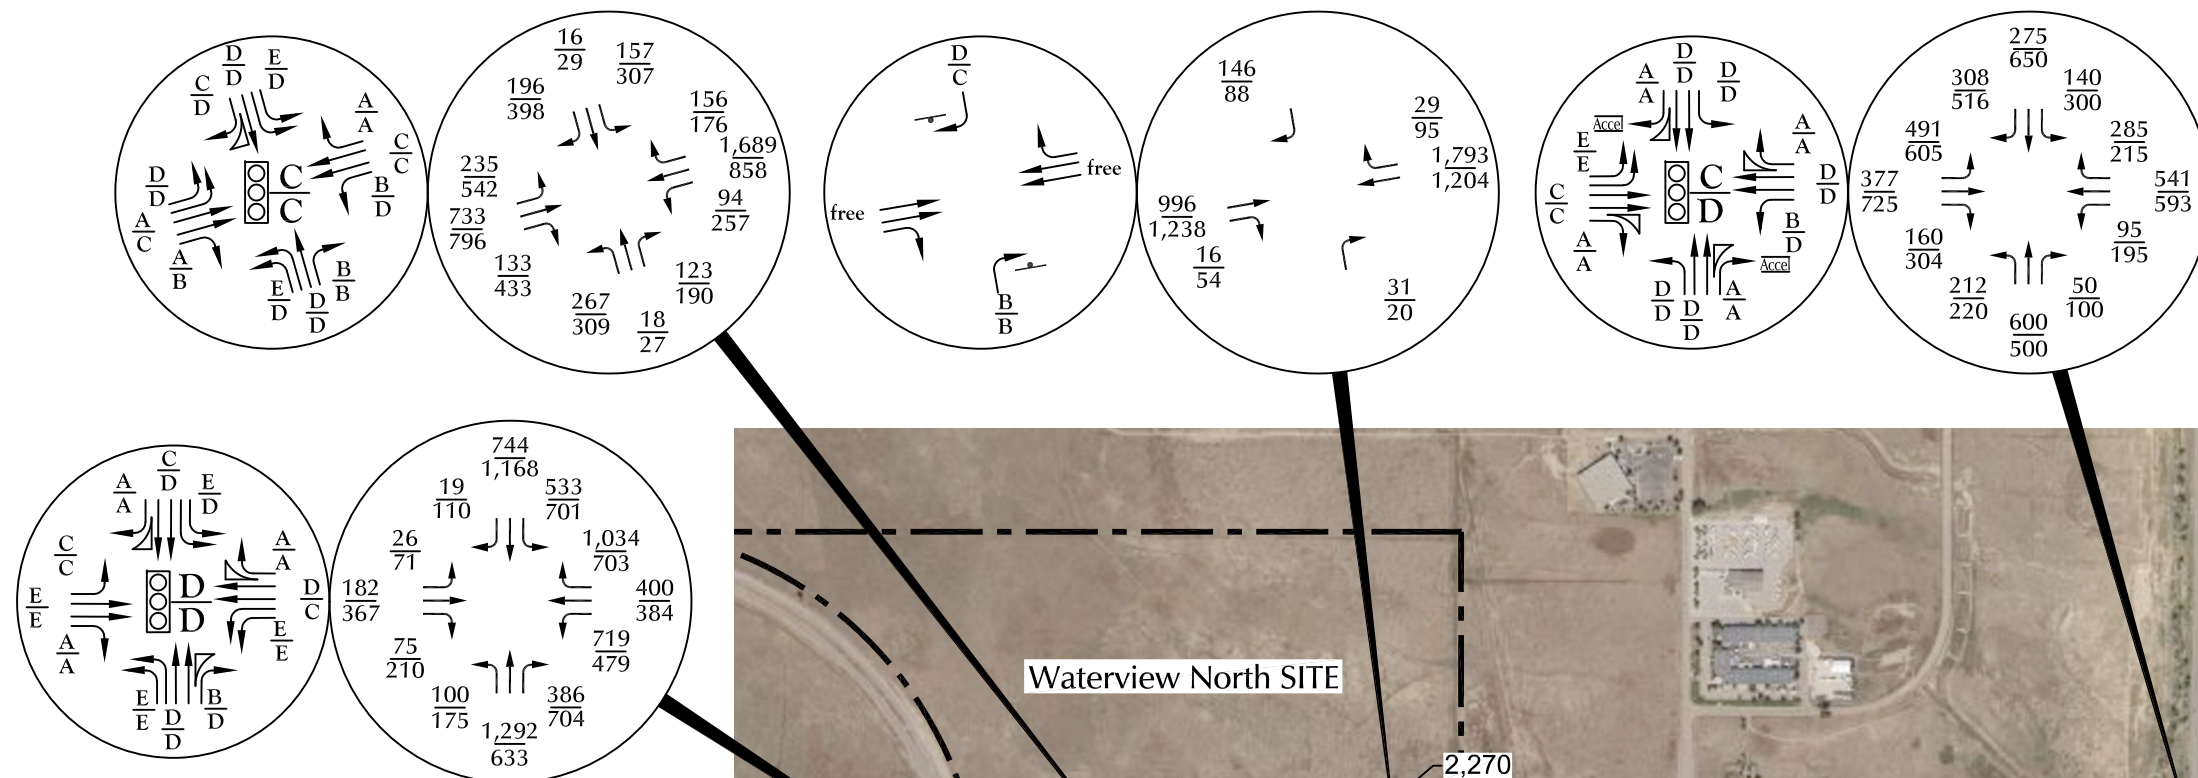 D
D
E
D
C
D
A
A
C
C
D
D
C
C
B
D
A
C
A
B
B
B
E
D
D
D
16
29
157
307
196
398
156
176
1,689
858
235
542
733
796
94
257
133
433
123
190
267
309
18
27
D
C
free
free
B
B
146
88
29
95
1,793
1,204
996
1,238
16
54
31
20
D
D
A
A
D
D
Accel
A
A
E
E
C
C
C
D
D
D
B
D
A
A
Accel
D
D
A
A
D
D
275
650
308
516
140
300
491
605
285
215
377
725
541
593
160
304
95
195
212
220
50
100
600
500
C
D
A
A
E
D
C
C
A
A
E
E
D
D
D
C
A
A
E
E
E
E
B
D
D
D
744
1,168
19
110
533
701
26
71
1,034
703
182
367
400
384
75
210
719
479
100
175
386
704
1,292
633
Waterview North SITE
2,270